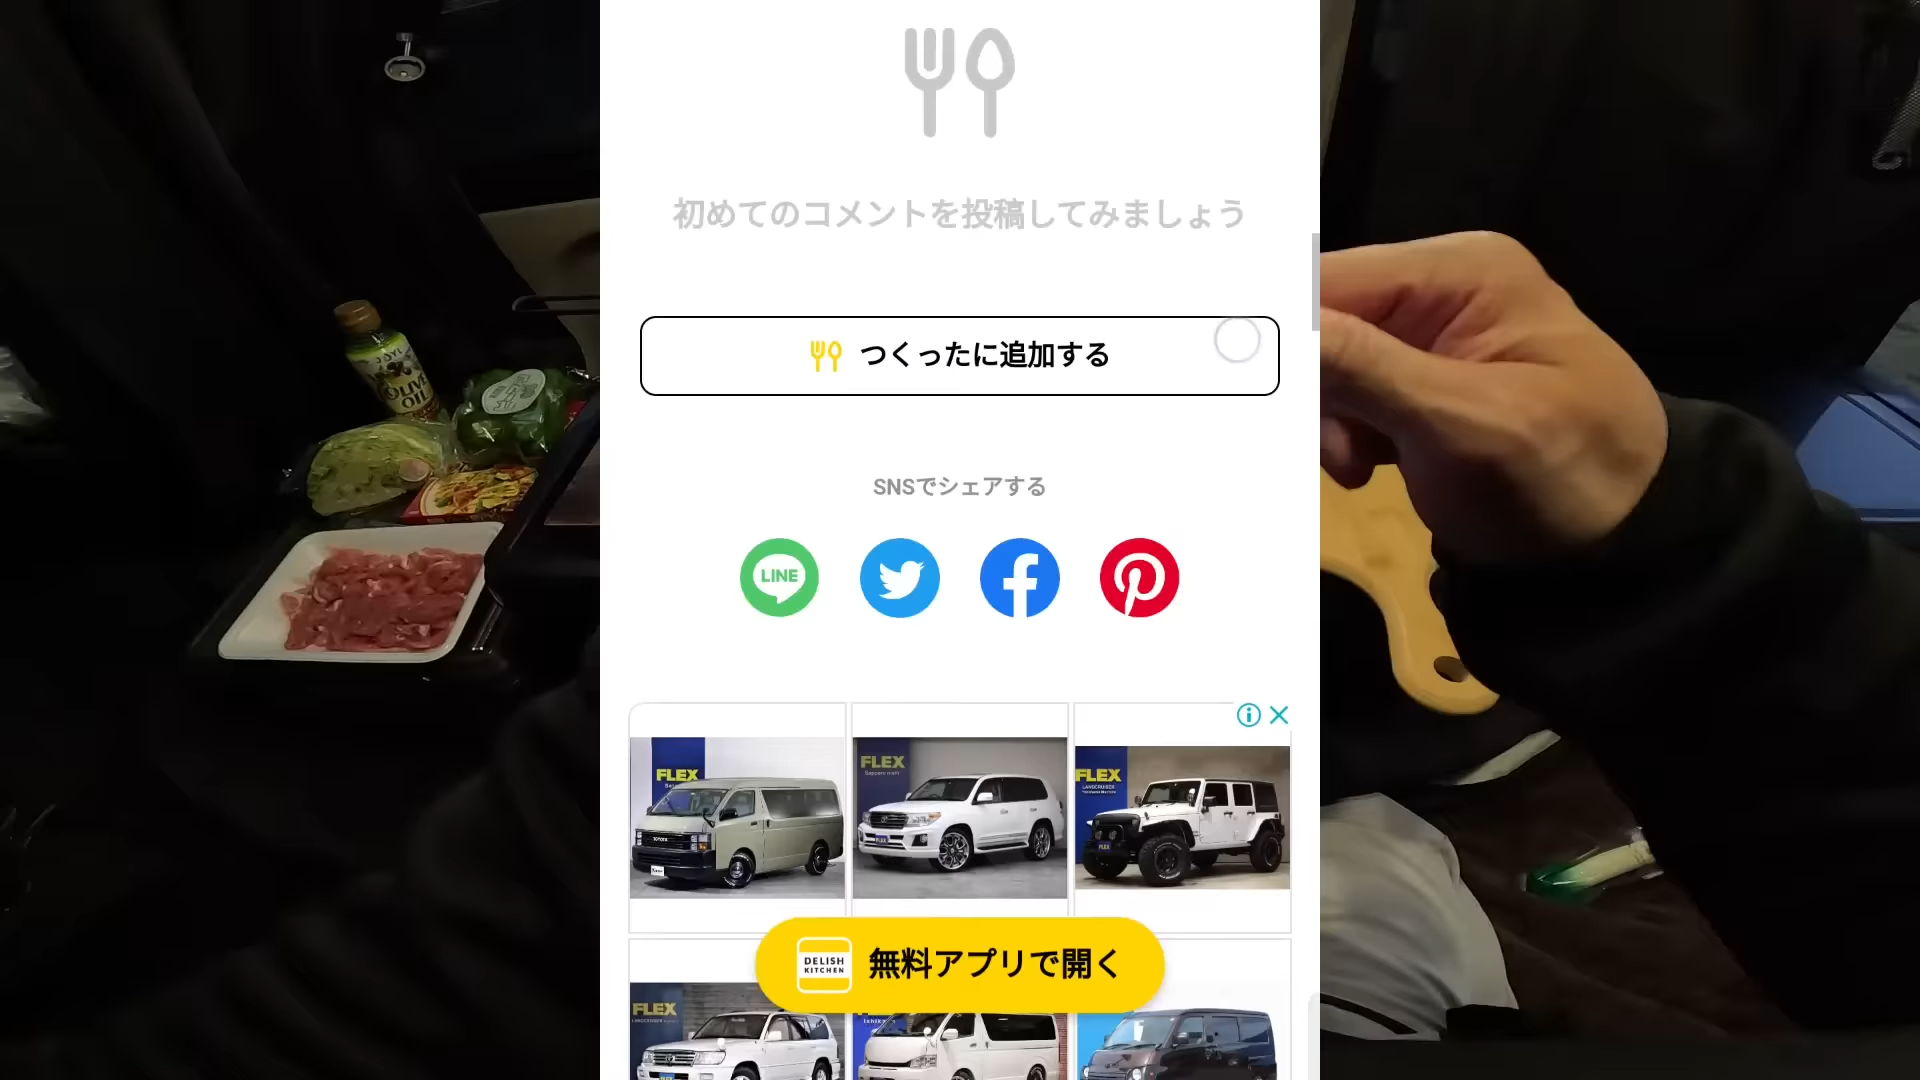 初めてのコメントを投稿してみましょう
つくったに追加する
SNSでシェアする
LINE
FLEX
FLEX
FLEX
LANDCRUISER
TOYOTA
DELISH
KITCHEN
無料アプリで開く
FLEX
OLIVE
OIL